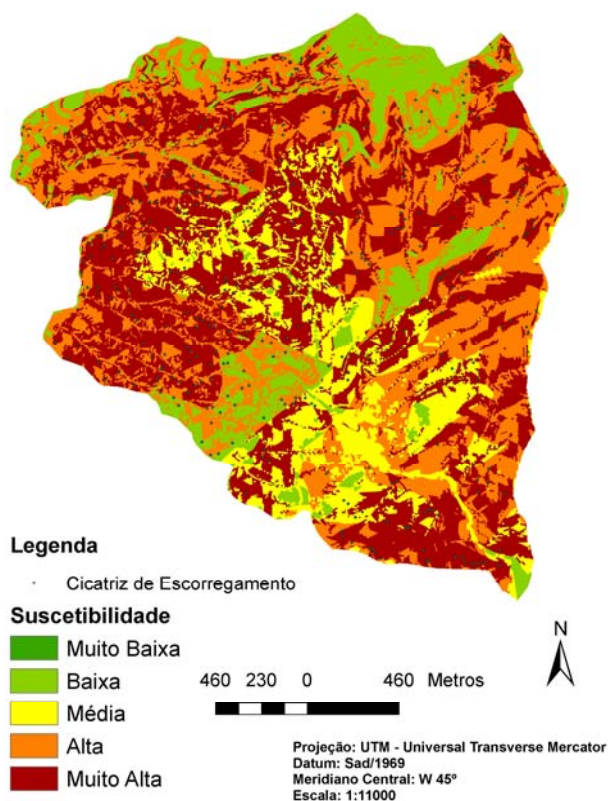 Legenda
Cicatriz de Escorregamento
Suscetibilidade
Muito Baixa
Baixa
Média
Alta
Muito Alta
460 230 0 460 Metros
N
Projeção: UTM - Universal Transverse Mercator
Datum: Sad/1969
Meridiano Central: W 45º
Escala: 1:11000